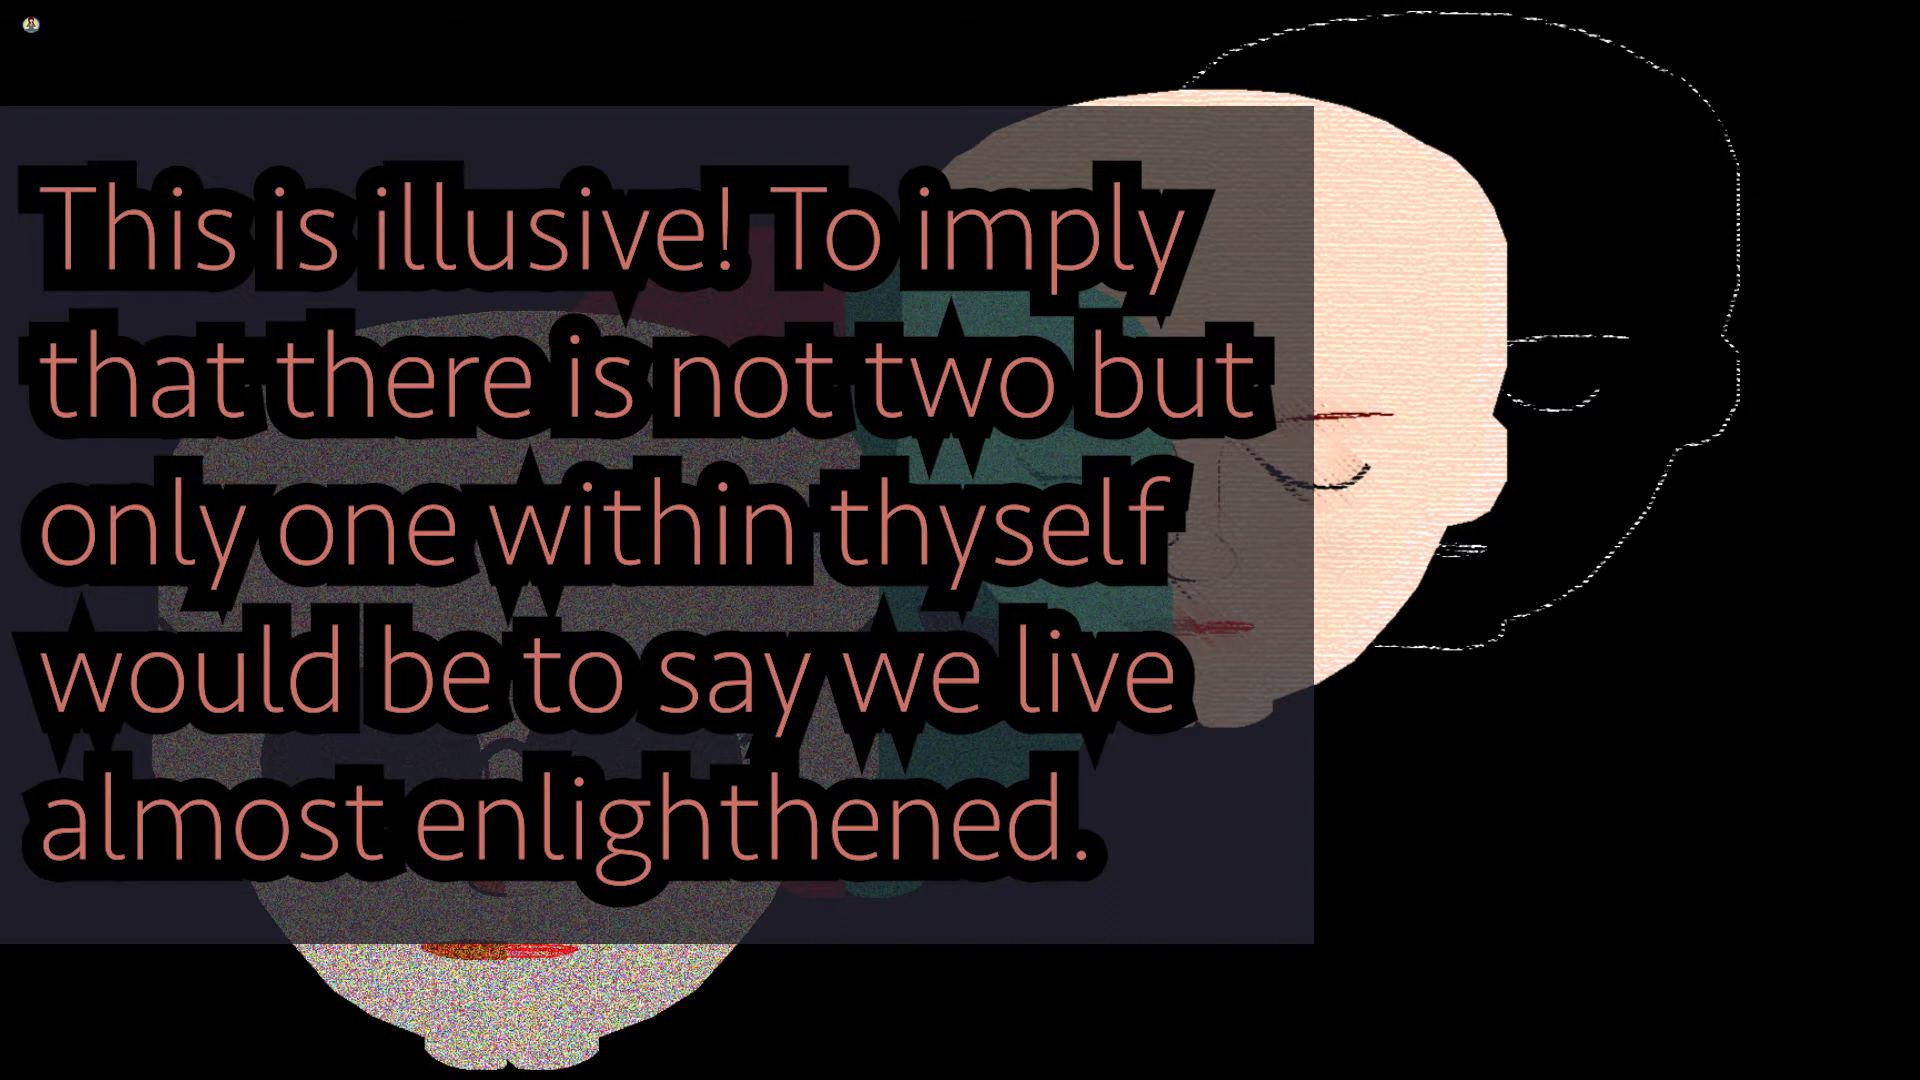 This is illusive! To imply
that there is not two but
only one within thyself
would be to say we live
almost enlighthened.